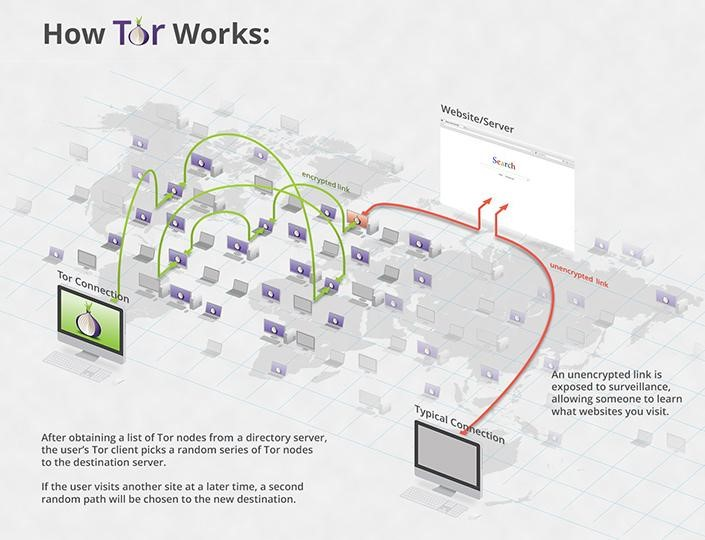 How Tor Works:
Website/Server
Search
encrypted link
unencrypted link
Tor Connection
An unencrypted link is
exposed to surveillance,
allowing someone to learn
what websites you visit.
Typical Connection
After obtaining a list of Tor nodes from a directory server,
the user's Tor client picks a random series of Tor nodes
to the destination server.
If the user visits another site at a later time, a second
random path will be chosen to the new destination.